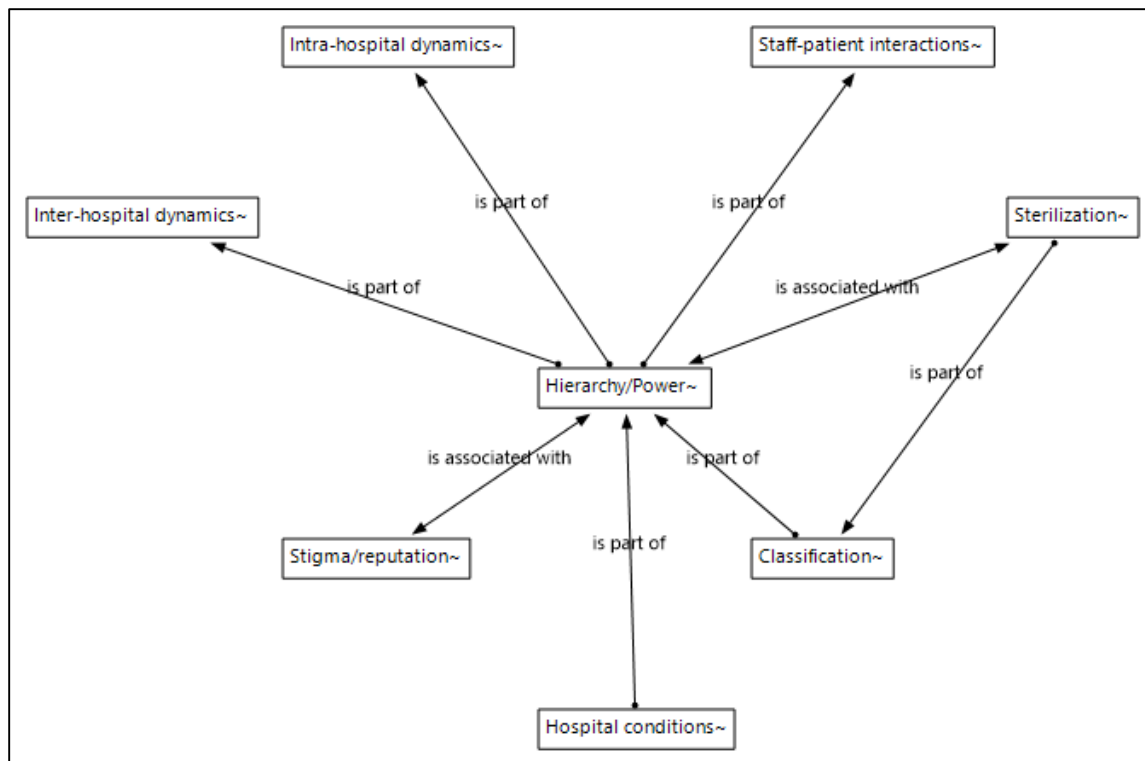 Intra-hospital dynamics~
Staff-patient interactions~
is part of
is part of
Inter-hospital dynamics~
Sterilization~
is part of
is associated with
Hierarchy/Power~
is part of
is associated with
is part of
Stigma/reputation~
is part of
Classification~
Hospital conditions~